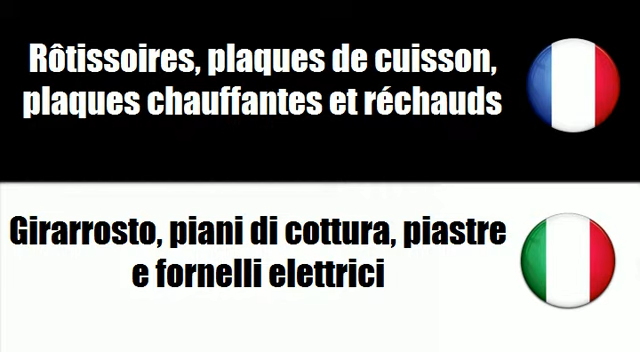 Rôtissoires, plaques de cuisson,
plaques chauffantes et réchauds
Girarrosto, piani di cottura, piastre
e fornelli elettrici